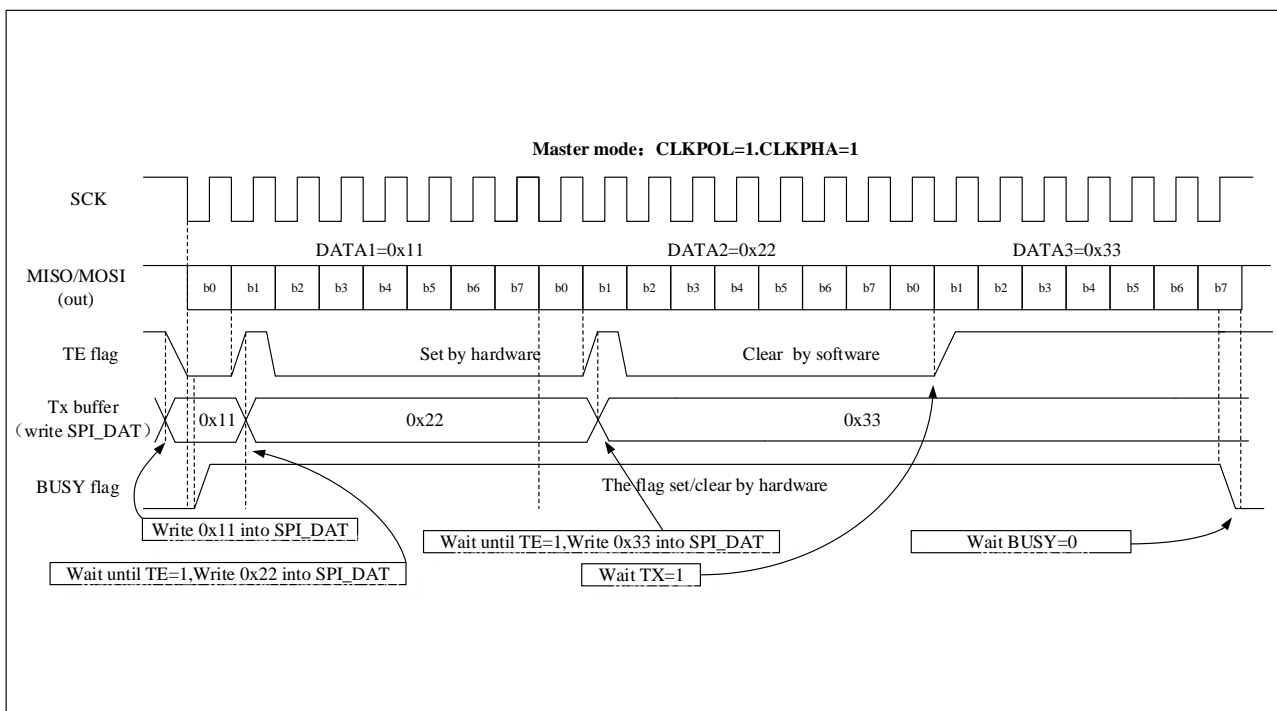 Master mode：CLKPOL=1.CLKPHA=1
SCK
DATA1=0x11 DATA2=0x22 DATA3=0x33
MISO/MOSI
(out)
b0 b1 b2 b3 b4 b5 b6 b7 b0 b1 b2 b3 b4 b5 b6 b7 b0 b1 b2 b3 b4 b5 b6 b7
TE flag Set by hardware Clear by software
Tx buffer
（write SPI_DAT） 0x11 0x22 0x33
BUSY flag The flag set/clear by hardware
Write 0x11 into SPI_DAT
Wait until TE=1,Write 0x33 into SPI_DAT
Wait BUSY=0
Wait until TE=1,Write 0x22 into SPI_DAT
Wait TX=1